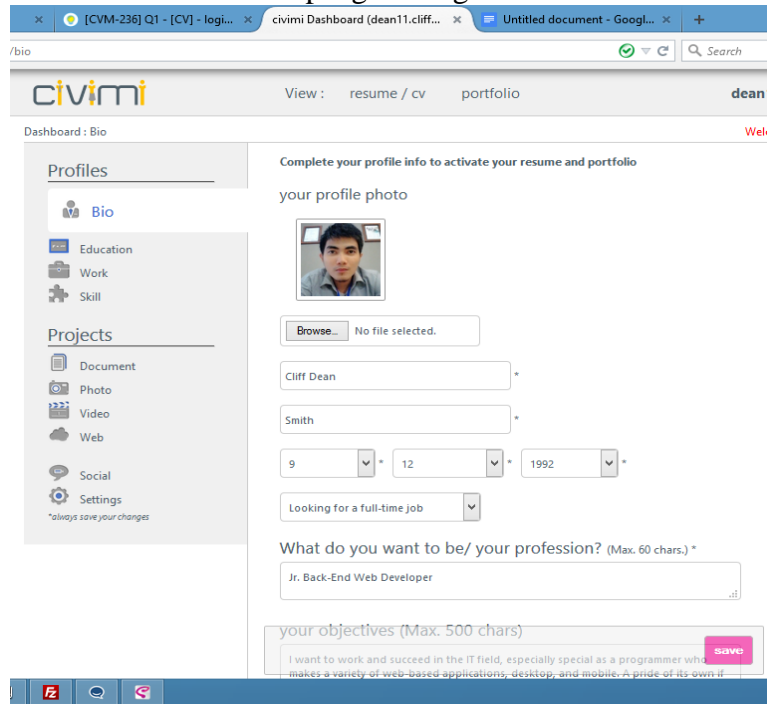 [CVM-236] Q1 - [CV] - logi...
civimi Dashboard (dean11.cliff...
Untitled document - Googl...
/bio
Search
civimi
View : resume / cv portfolio
dean
Dashboard : Bio
Wel
Profiles
Bio
Education
Work
Skill
Projects
Document
Photo
Video
Web
Social
Settings
*always save your changes
Complete your profile info to activate your resume and portfolio
your profile photo
Browse... No file selected.
Cliff Dean *
Smith *
9 * 12 * 1992 *
Looking for a full-time job
What do you want to be/ your profession? (Max. 60 chars.) *
Jr. Back-End Web Developer
your objectives (Max. 500 chars)
save
I want to work and succeed in the IT field, especially special as a programmer who
makes a variety of web-based applications, desktop, and mobile. A pride of its own if